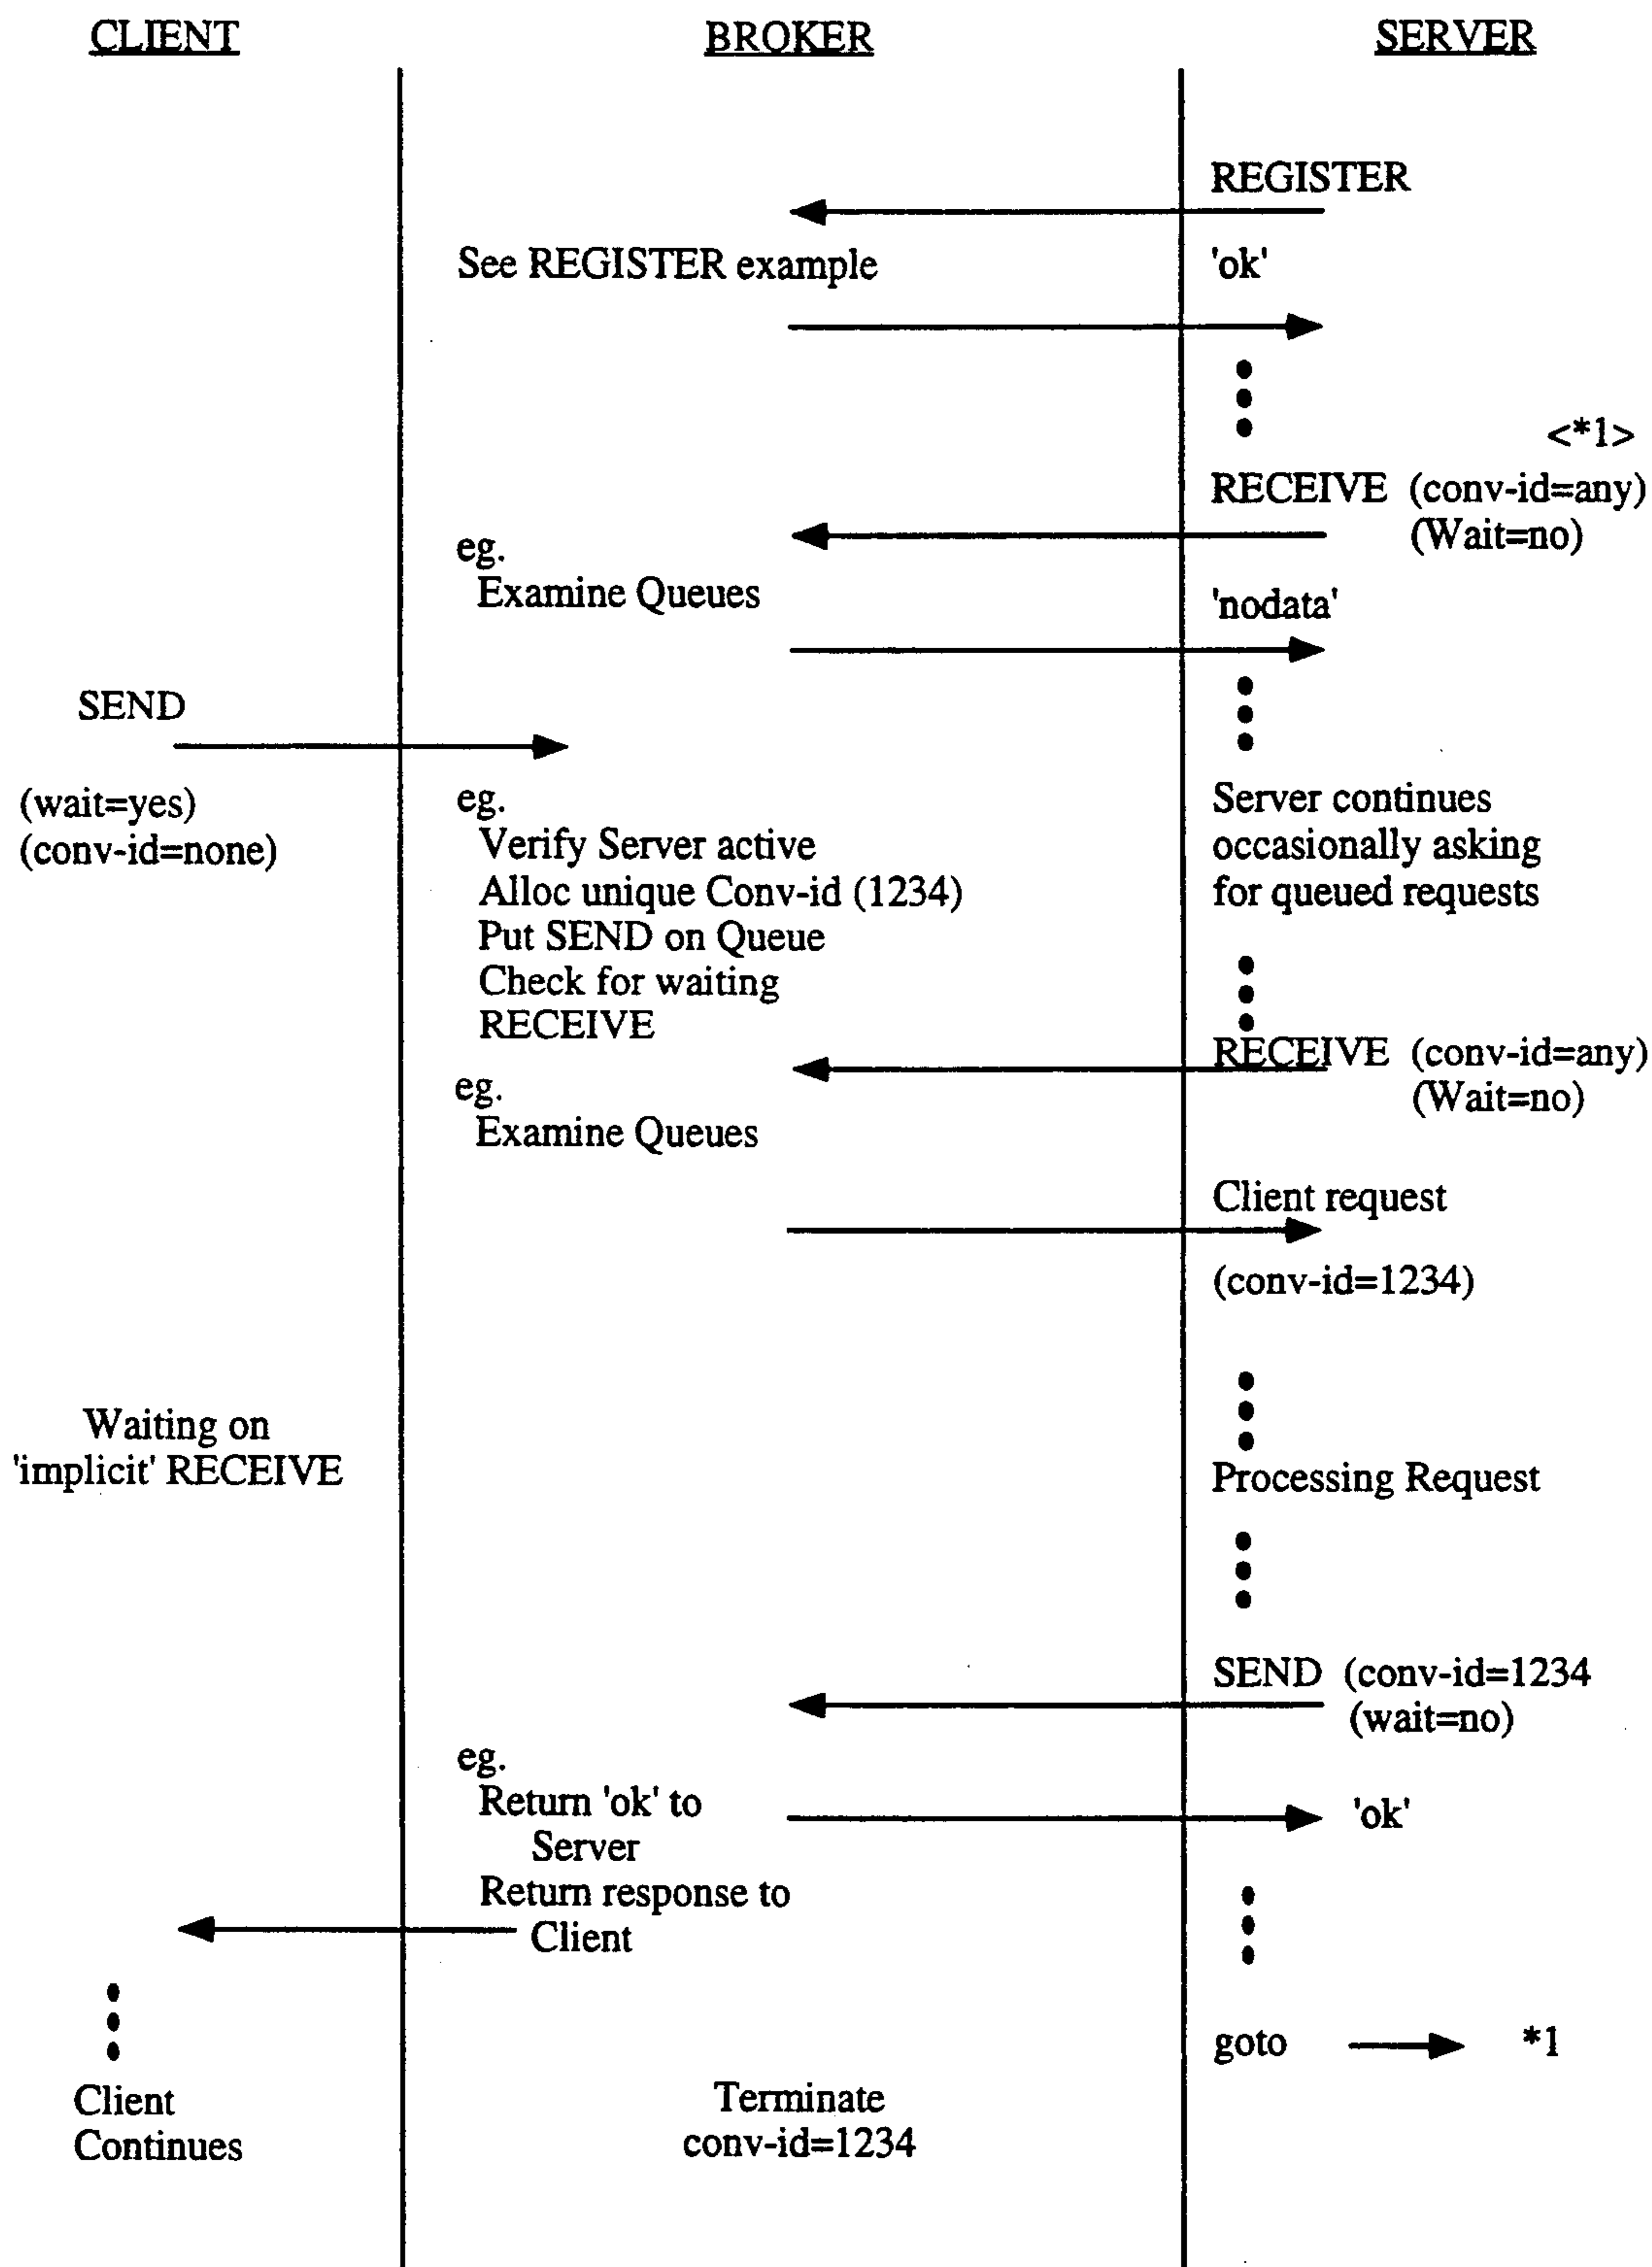 CLIENT
BROKER
SERVER
REGISTER
See REGISTER example
'ok'
<*1>
RECEIVE (conv-id=any)
(Wait=no)
eg.
Examine Queues
'nodata'
SEND
(wait=yes)
(conv-id=none)
eg.
Verify Server active
Alloc unique Conv-id (1234)
Put SEND on Queue
Check for waiting
RECEIVE
Server continues
occasionally asking
for queued requests
RECEIVE (conv-id=any)
(Wait=no)
eg.
Examine Queues
Client request
(conv-id=1234)
Waiting on
'implicit' RECEIVE
Processing Request
SEND (conv-id=1234
(wait=no)
eg.
Return 'ok' to
Server
Return response to
Client
'ok'
goto
*1
Client
Continues
Terminate
conv-id=1234